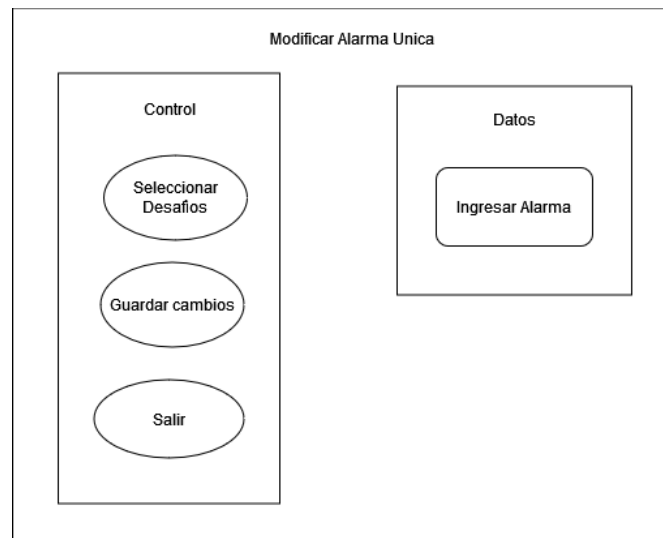 Modificar Alarma Unica
Control
Seleccionar
Desafios
Guardar cambios
Salir
Datos
Ingresar Alarma